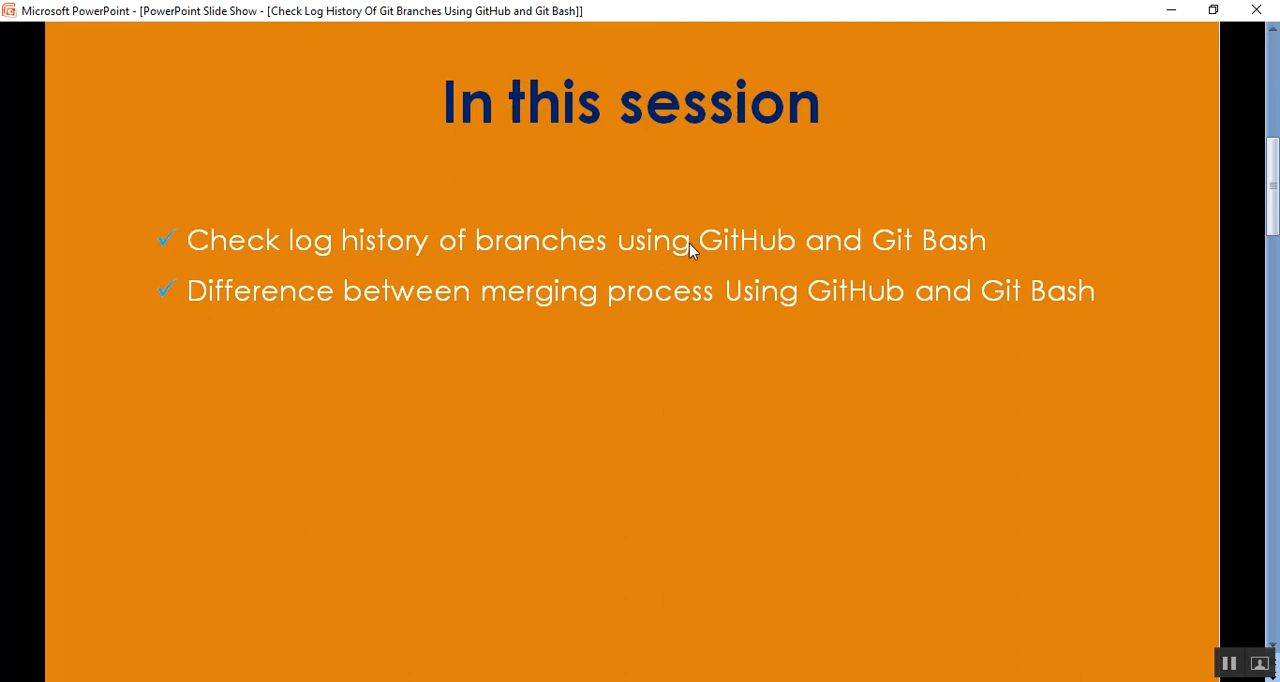 Microsoft PowerPoint - [PowerPoint Slide Show - [Check Log History Of Git Branches Using GitHub and Git Bash]]
In this session
Check log history of branches using GitHub and Git Bash
Difference between merging process Using GitHub and Git Bash